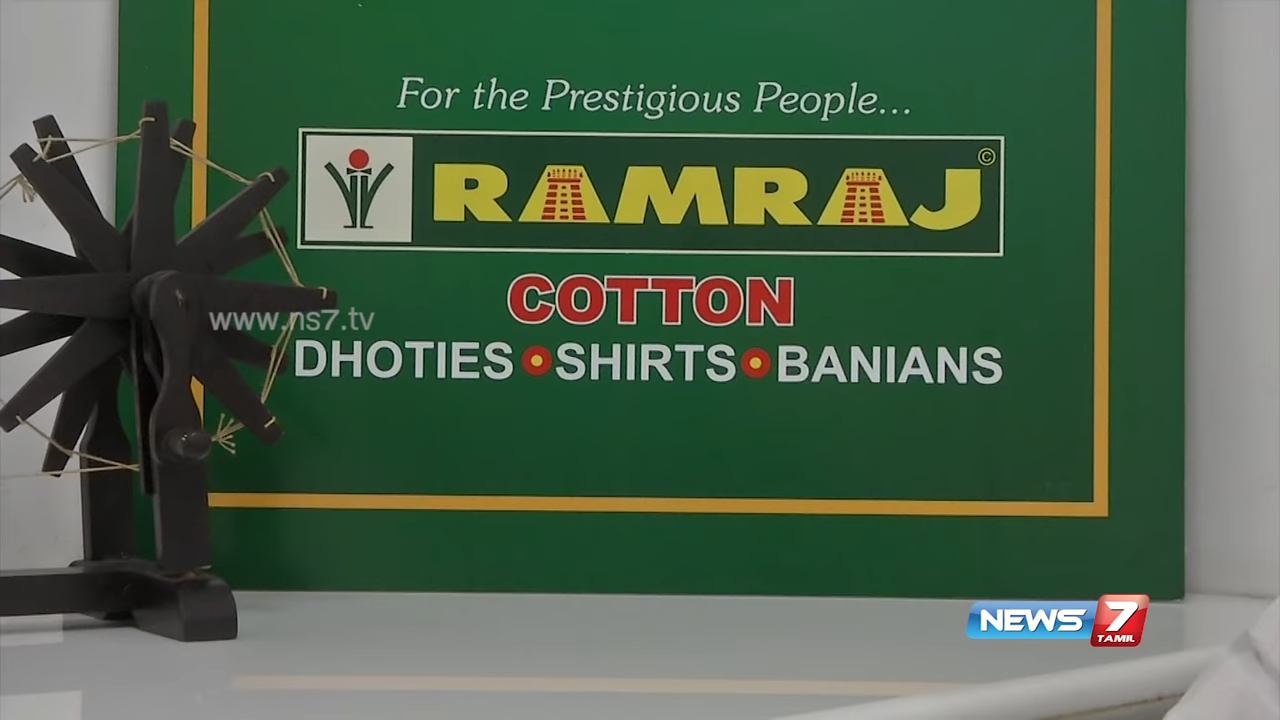 For the Prestigious People...
RAMRAJ ©
COTTON
www.ns7.tv
DHOTIES • SHIRTS • BANIANS
NEWS 7
TAMIL